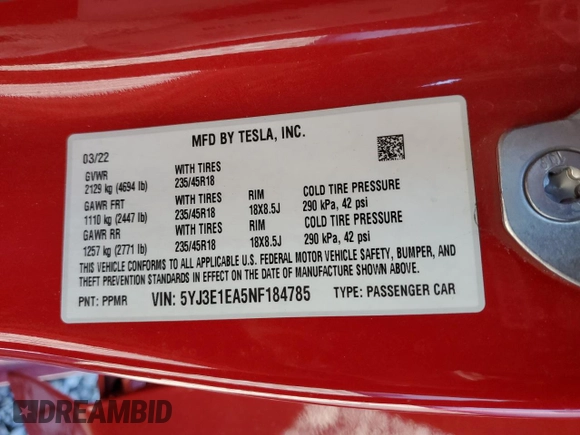 MFD BY TESLA, INC.
03/22
GVWR WITH TIRES
2129 kg (4694 lb) 235/45R18
GAWR FRT WITH TIRES RIM COLD TIRE PRESSURE
1110 kg (2447 lb) 235/45R18 18X8.5J 290 kPa, 42 psi
GAWR RR WITH TIRES RIM COLD TIRE PRESSURE
1257 kg (2771 lb) 235/45R18 18X8.5J 290 kPa, 42 psi
THIS VEHICLE CONFORMS TO ALL APPLICABLE U.S. FEDERAL MOTOR VEHICLE SAFETY, BUMPER, AND
THEFT PREVENTION STANDARDS IN EFFECT ON THE DATE OF MANUFACTURE SHOWN ABOVE.
PNT: PPMR VIN: 5YJ3E1EA5NF184785 TYPE: PASSENGER CAR
DREAMBID